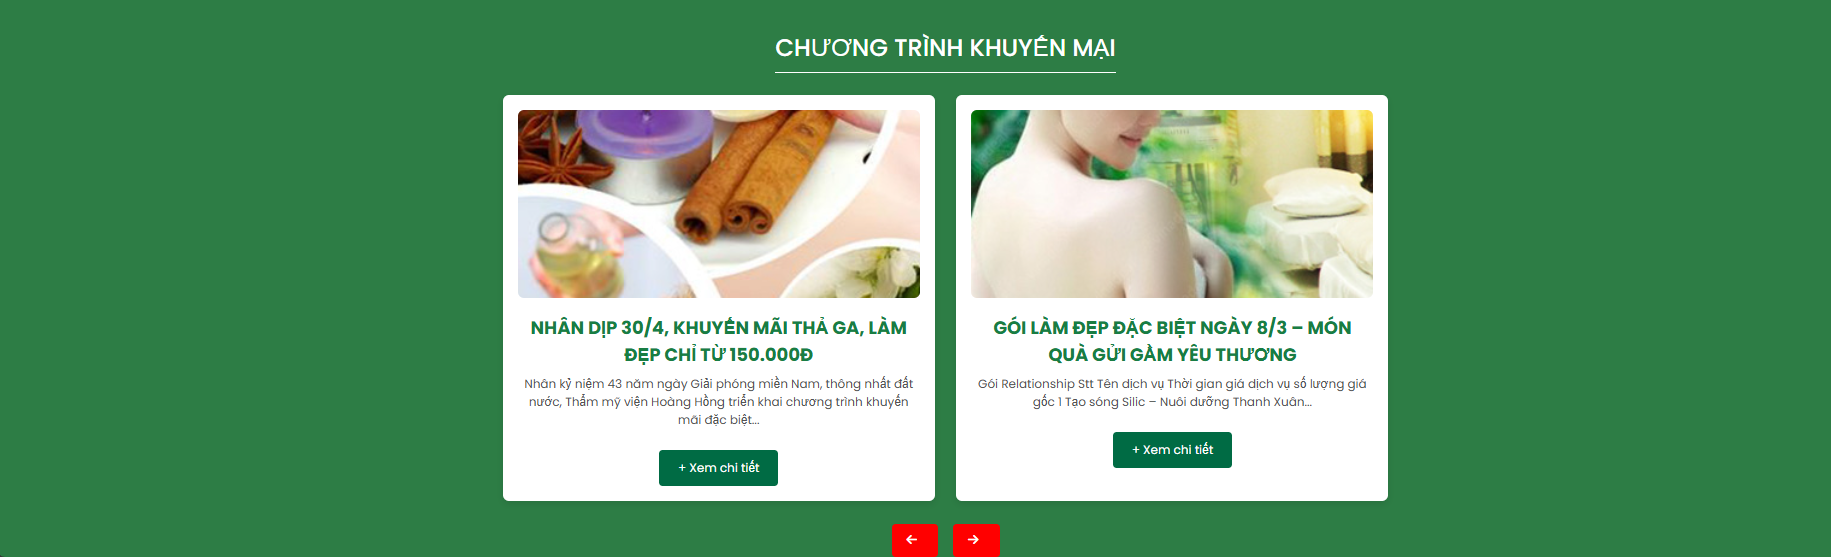 CHƯƠNG TRÌNH KHUYẾN MẠI
NHÂN DỊP 30/4, KHUYẾN MÃI THẢ GA, LÀM
ĐẸP CHỈ TỪ 150.000Đ
Nhân kỷ niệm 43 năm ngày Giải phóng miền Nam, thông nhất đất
nước, Thẩm mỹ viện Hoàng Hồng triển khai chương trình khuyến
mãi đặc biệt...
+ Xem chi tiết
GÓI LÀM ĐẸP ĐẶC BIỆT NGÀY 8/3 – MÓN
QUÀ GỬI GẮM YÊU THƯƠNG
Gói Relationship Stt Tên dịch vụ Thời gian giá dịch vụ số lượng giá
gốc 1 Tạo sóng Silic – Nuôi dưỡng Thanh Xuân...
+ Xem chi tiết